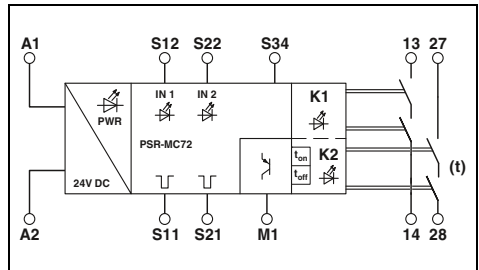 A1 S12 S22 S34 13 27
IN 1 IN 2 K1
PWR
PSR-MC72
ton K2
toff
(t)
24V DC
A2 S11 S21 M1 14 28